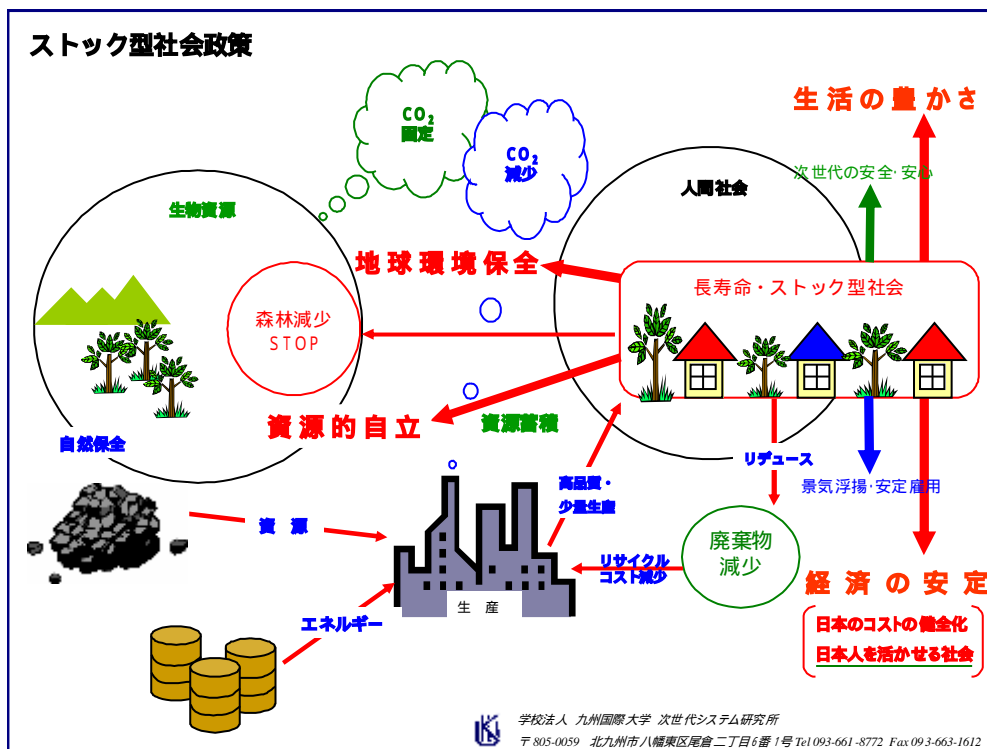 ストック型社会政策
CO₂
固定
CO₂
減少
生活の豊かさ
次世代の安全・安心
人間社会
生物資源
地球環境保全
長寿命・ストック型社会
森林減少
STOP
資源的自立
資源蓄積
自然保全
リデュース
景気浮揚・安定雇用
高品質・
少量生産
資 源
廃棄物
減少
リサイクル
コスト減少
生 産
エネルギー
経済の安定
日本のコストの健全化
日本人を活かせる社会
学校法人 九州国際大学 次世代システム研究所
〒805-0059 北九州市八幡東区尾倉二丁目6番1号 Tel 093-661-8772 Fax 093-663-1612